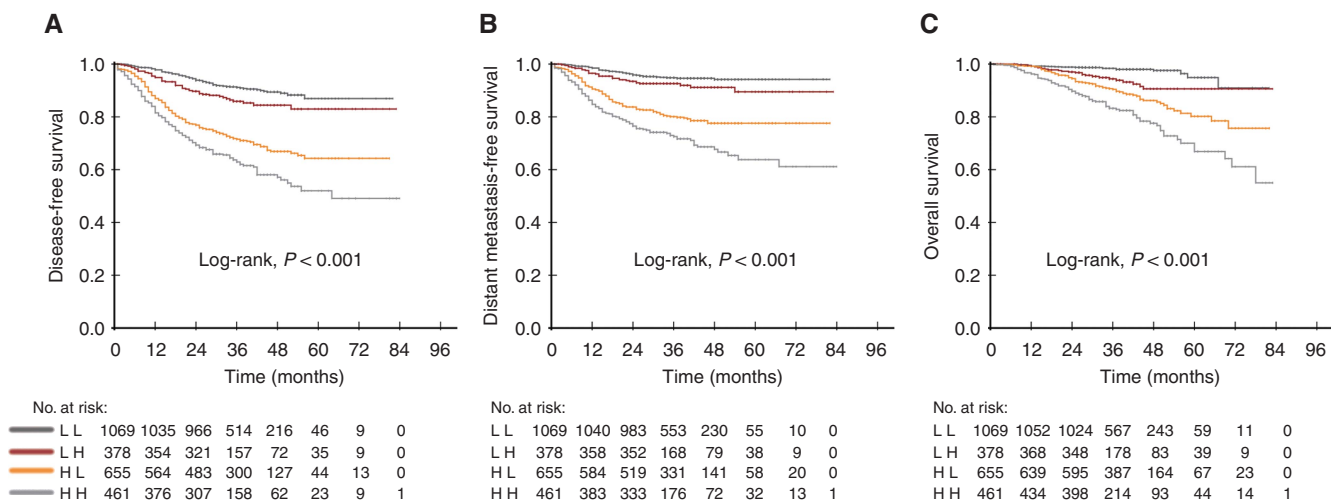 A
Disease-free survival
1.0
0.8
0.6
0.4
0.2
0.0
Log-rank, P < 0.001
0 12 24 36 48 60 72 84 96
Time (months)
No. at risk:
L L 1069 1035 966 514 216 46 9 0
L H 378 354 321 157 72 35 9 0
H L 655 564 483 300 127 44 13 0
H H 461 376 307 158 62 23 9 1
B
Distant metastasis-free survival
1.0
0.8
0.6
0.4
0.2
0.0
Log-rank, P < 0.001
0 12 24 36 48 60 72 84 96
Time (months)
No. at risk:
L L 1069 1040 983 553 230 55 10 0
L H 378 358 352 168 79 38 9 0
H L 655 584 519 331 141 58 20 0
H H 461 383 333 176 72 32 13 1
C
Overall survival
1.0
0.8
0.6
0.4
0.2
0.0
Log-rank, P < 0.001
0 12 24 36 48 60 72 84 96
Time (months)
No. at risk:
L L 1069 1052 1024 567 243 59 11 0
L H 378 368 348 178 83 39 9 0
H L 655 639 595 387 164 67 23 0
H H 461 434 398 214 93 44 14 1